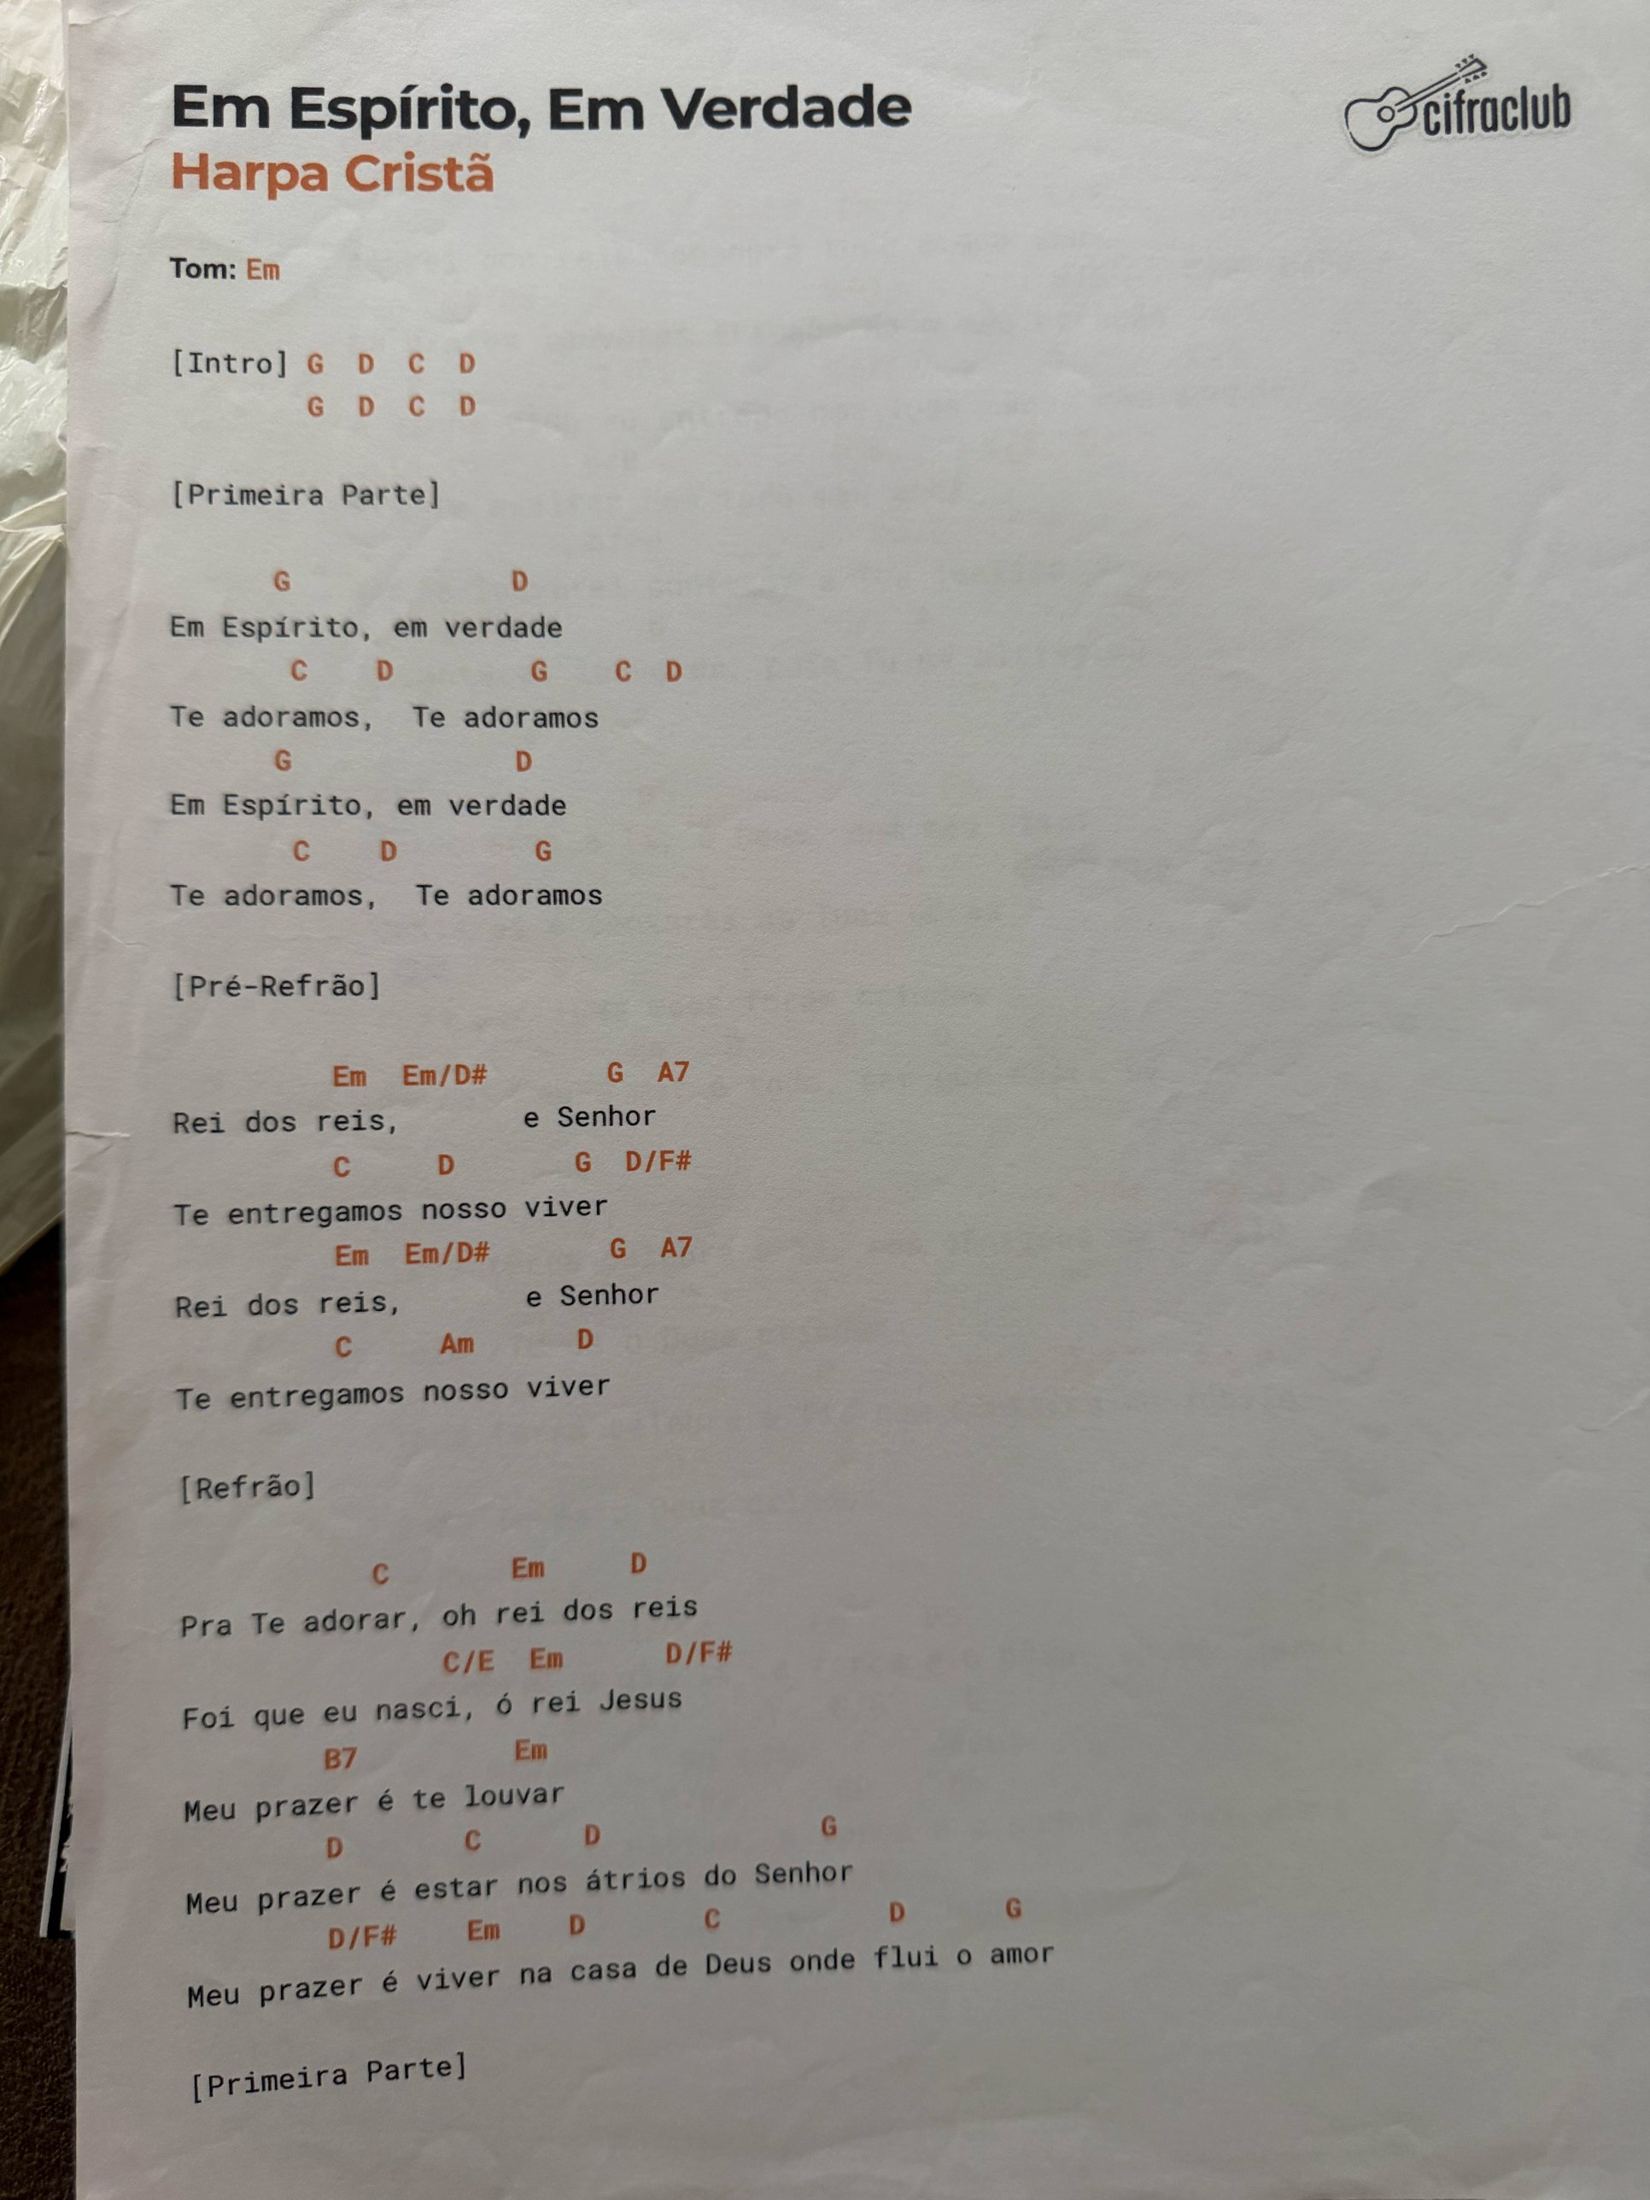 Em Espírito, Em Verdade
cifraclub
Harpa Cristã
Tom: Em
[Intro] G D C D
G D C D
[Primeira Parte]
G D
Em Espírito, em verdade
C D G C D
Te adoramos, Te adoramos
G D
Em Espírito, em verdade
C D G
Te adoramos, Te adoramos
[Pré-Refrão]
Em Em/D# G A7
Rei dos reis, e Senhor
C D G D/F#
Te entregamos nosso viver
Em Em/D# G A7
Rei dos reis, e Senhor
C Am D
Te entregamos nosso viver
[Refrão]
C Em D
Pra Te adorar, oh rei dos reis
C/E Em D/F#
Foi que eu nasci, ó rei Jesus
B7 Em
Meu prazer é te louvar
D C D G
Meu prazer é estar nos átrios do Senhor
D/F# Em D C D G
Meu prazer é viver na casa de Deus onde flui o amor
[Primeira Parte]